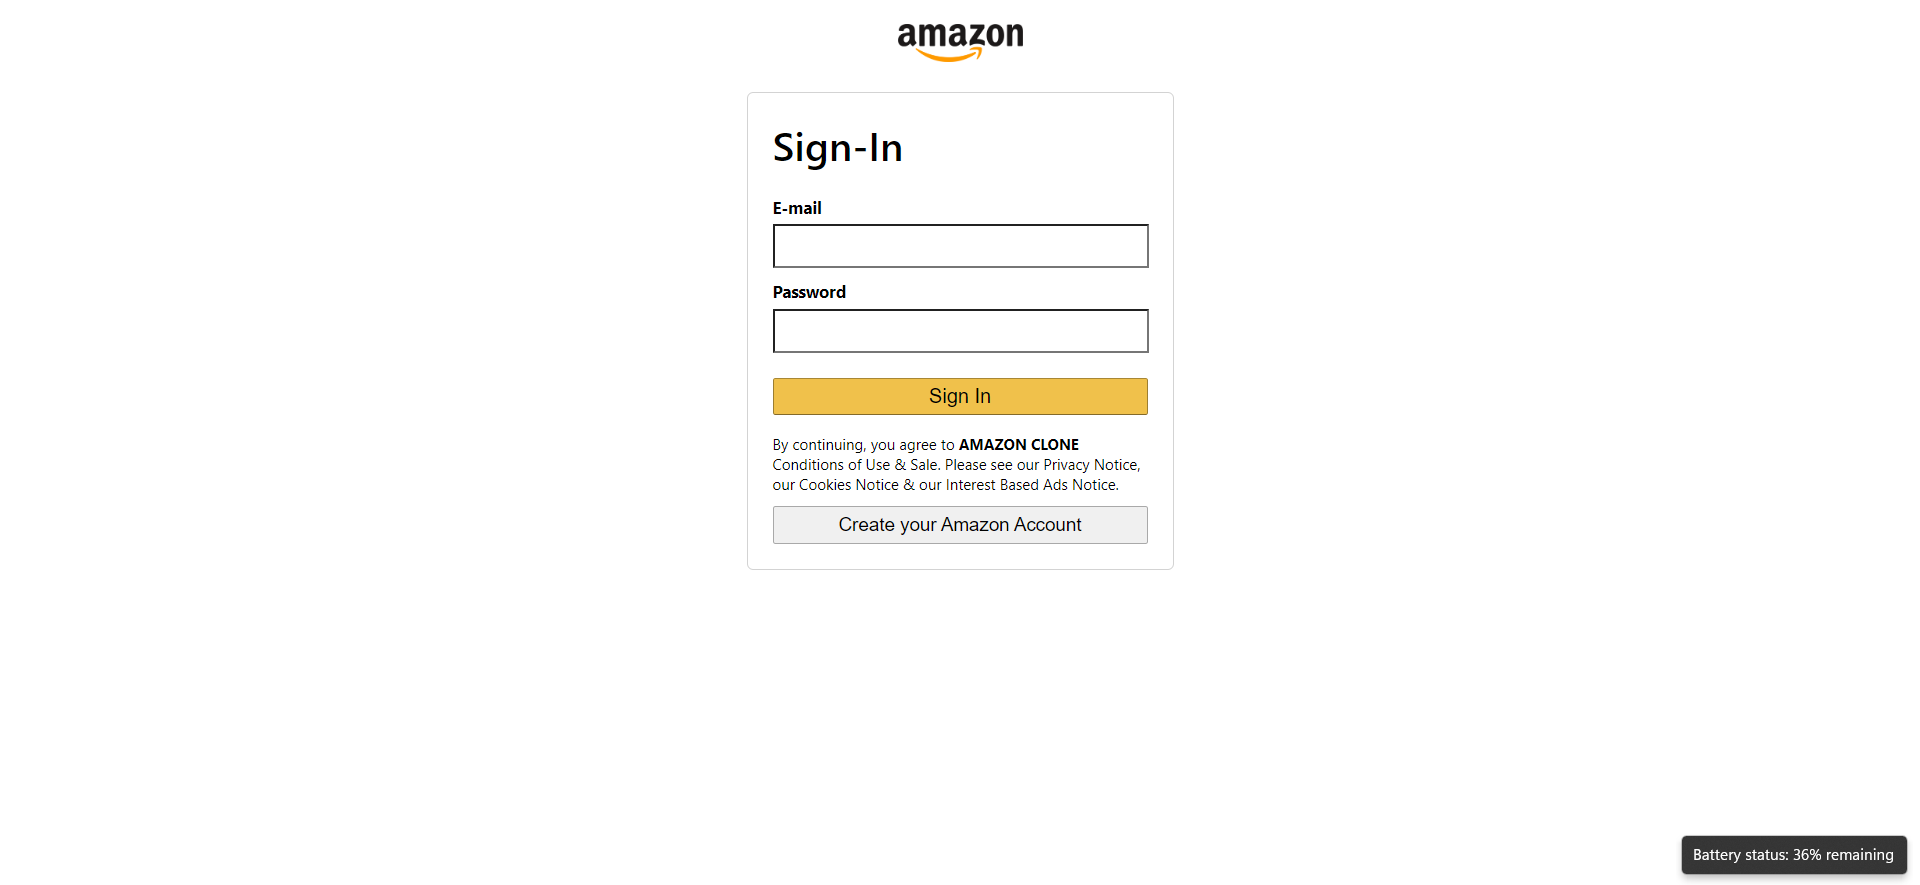 amazon
Sign-In
E-mail
Password
Sign In
By continuing, you agree to AMAZON CLONE
Conditions of Use & Sale. Please see our Privacy Notice,
our Cookies Notice & our Interest Based Ads Notice.
Create your Amazon Account
Battery status: 36% remaining